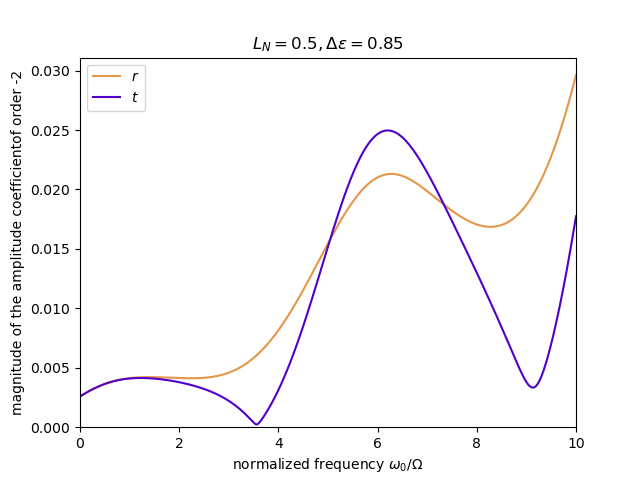 L_N = 0.5, Δε = 0.85
magnitude of the amplitude coefficientof order -2
0.030
0.025
0.020
0.015
0.010
0.005
0.000
r
t
0 2 4 6 8 10
normalized frequency ω₀/Ω